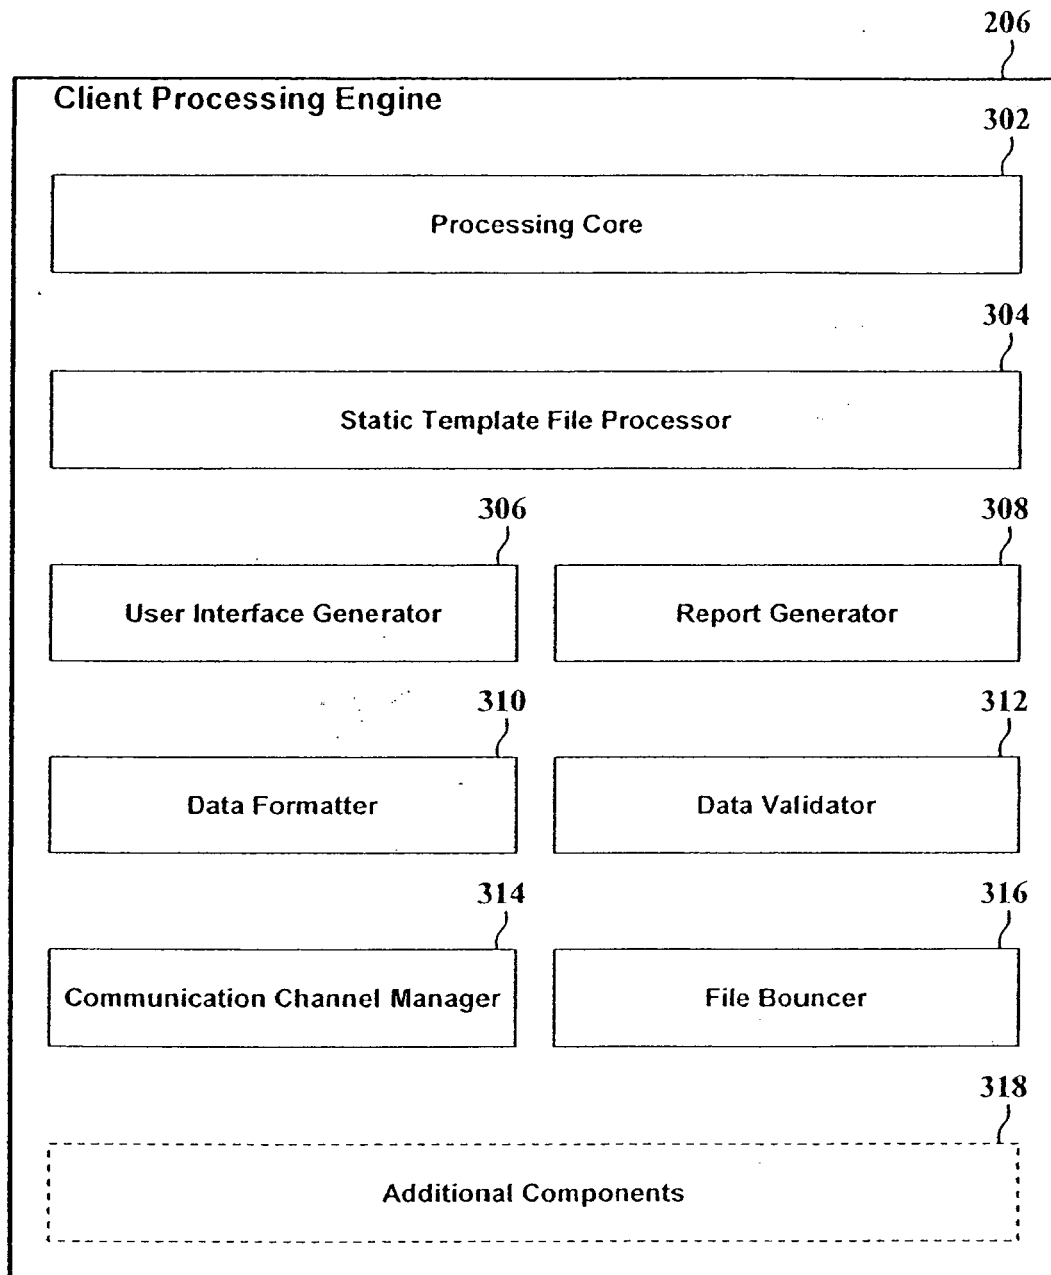 206
Client Processing Engine
302
Processing Core
304
Static Template File Processor
306
308
User Interface Generator
Report Generator
310
312
Data Formatter
Data Validator
314
316
Communication Channel Manager
File Bouncer
318
Additional Components